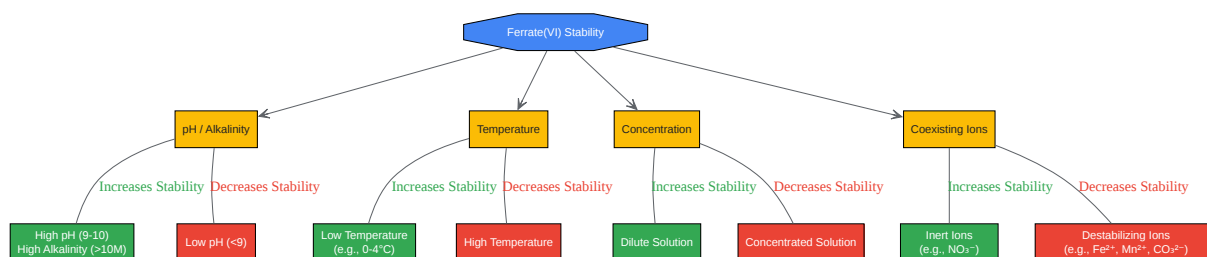 Ferrate(VI) Stability
pH / Alkalinity
Temperature
Concentration
Coexisting Ions
Increases Stability
Decreases Stability
Increases Stability
Decreases Stability
Increases Stability
Decreases Stability
Increases Stability
Decreases Stability
High pH (9-10)
High Alkalinity (>10M)
Low pH (<9)
Low Temperature
(e.g., 0-4°C)
High Temperature
Dilute Solution
Concentrated Solution
Inert Ions
(e.g., NO₃⁻)
Destabilizing Ions
(e.g., Fe²⁺, Mn²⁺, CO₃²⁻)